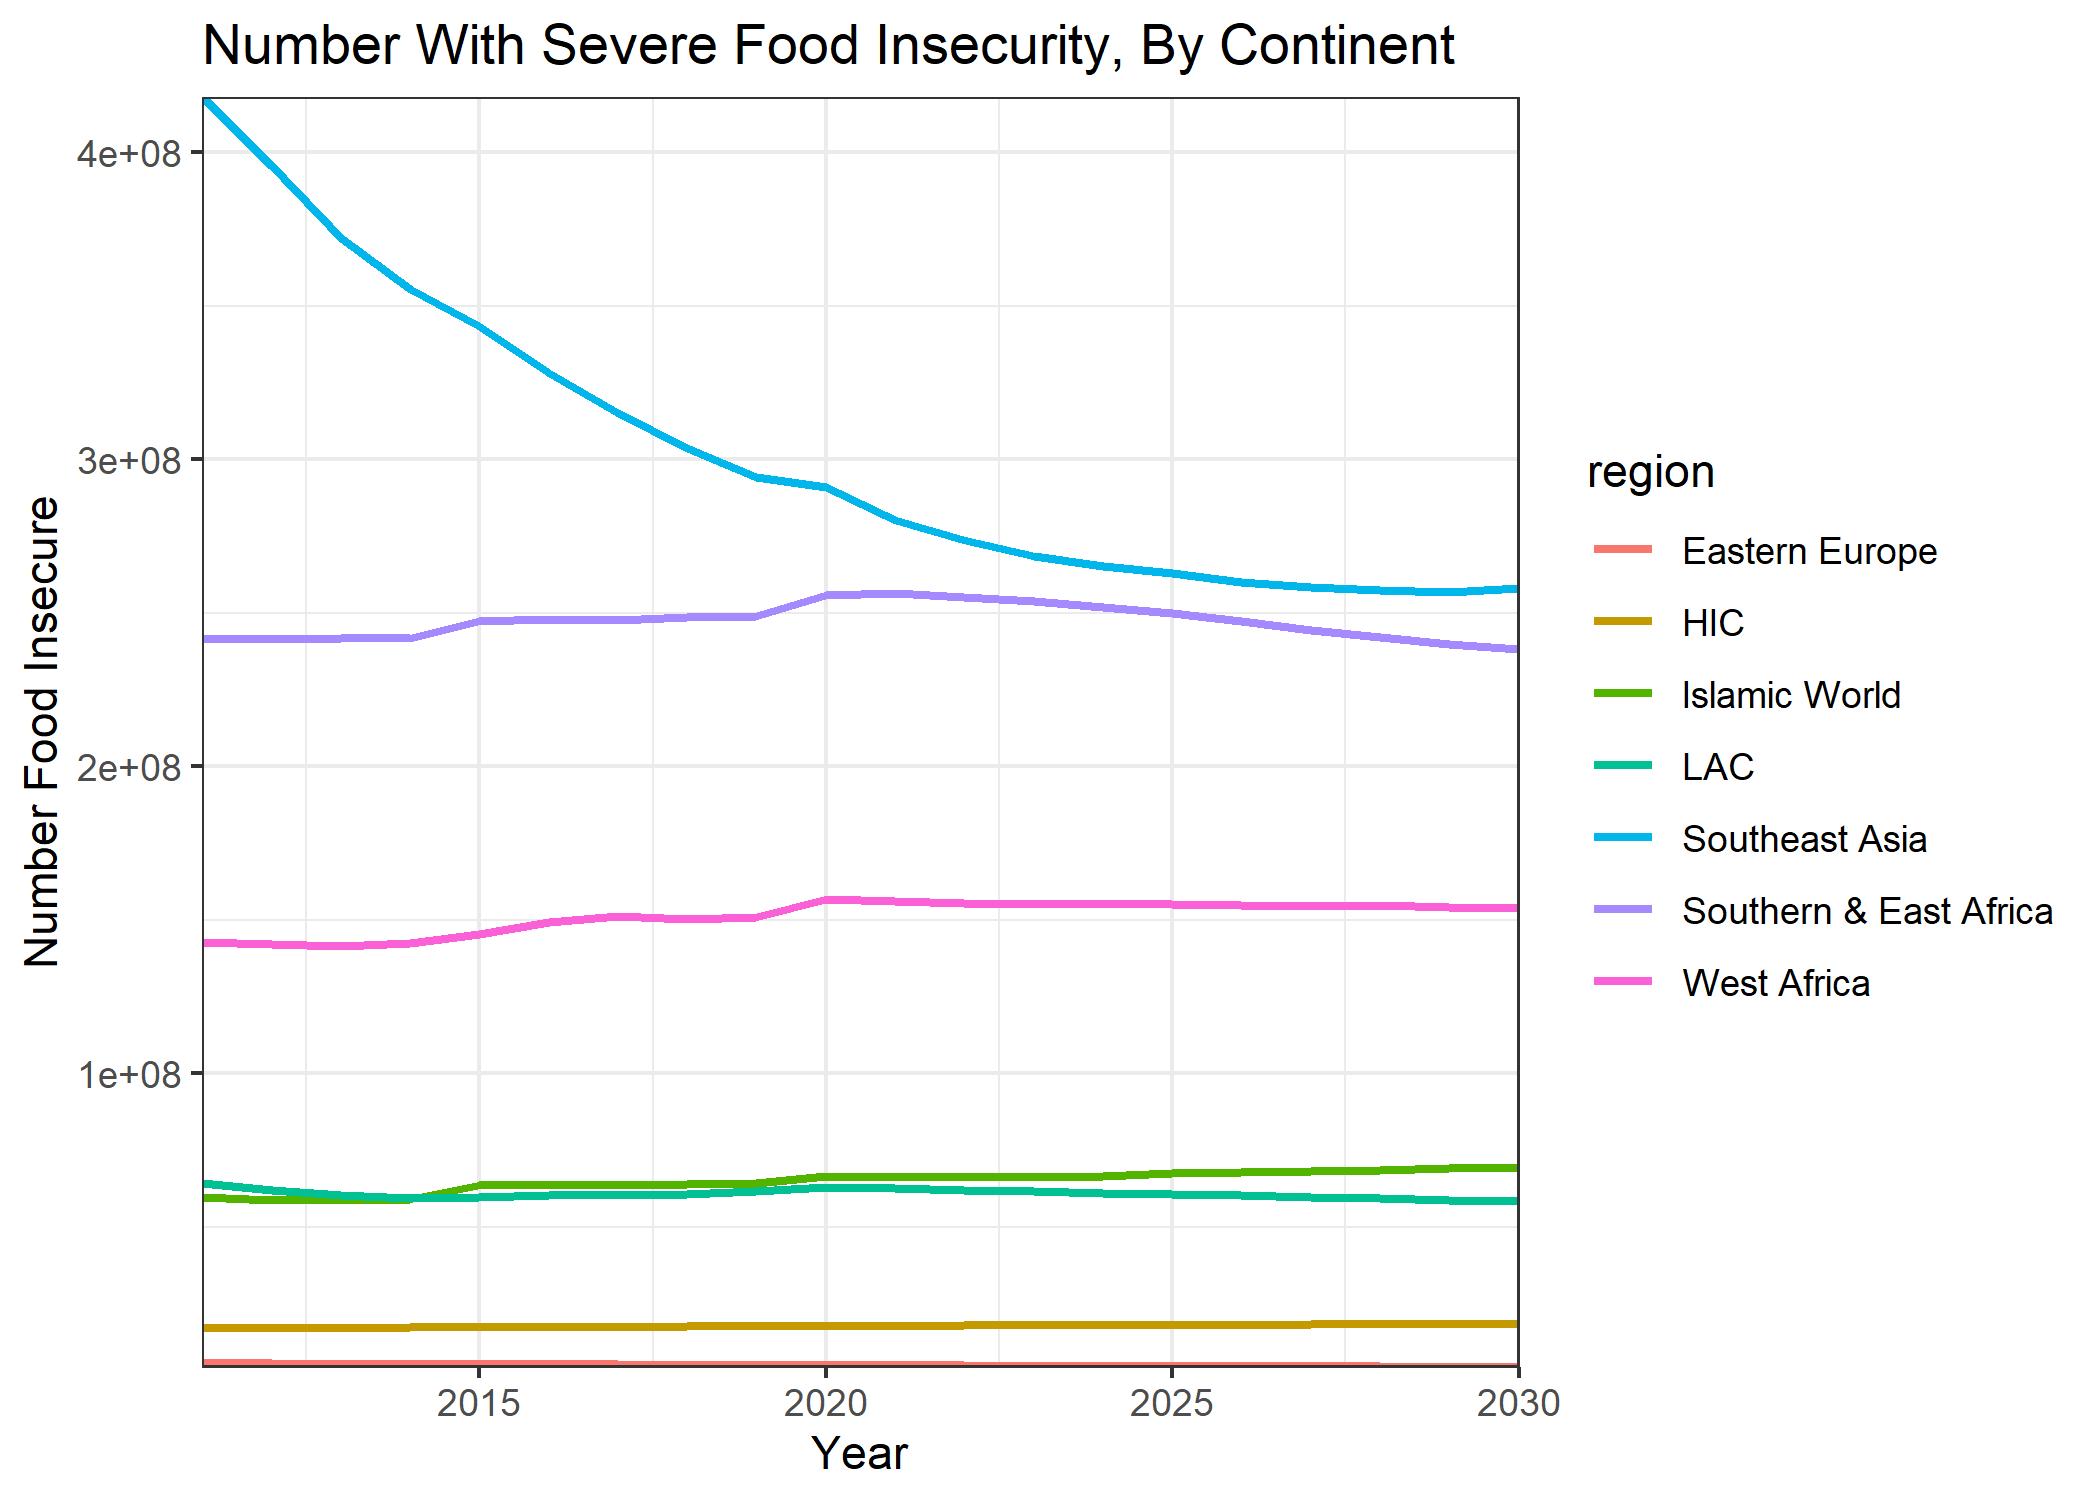 Number With Severe Food Insecurity, By Continent
Number Food Insecure
4e+08
3e+08
2e+08
1e+08
2015
2020
2025
2030
Year
region
Eastern Europe
HIC
Islamic World
LAC
Southeast Asia
Southern & East Africa
West Africa